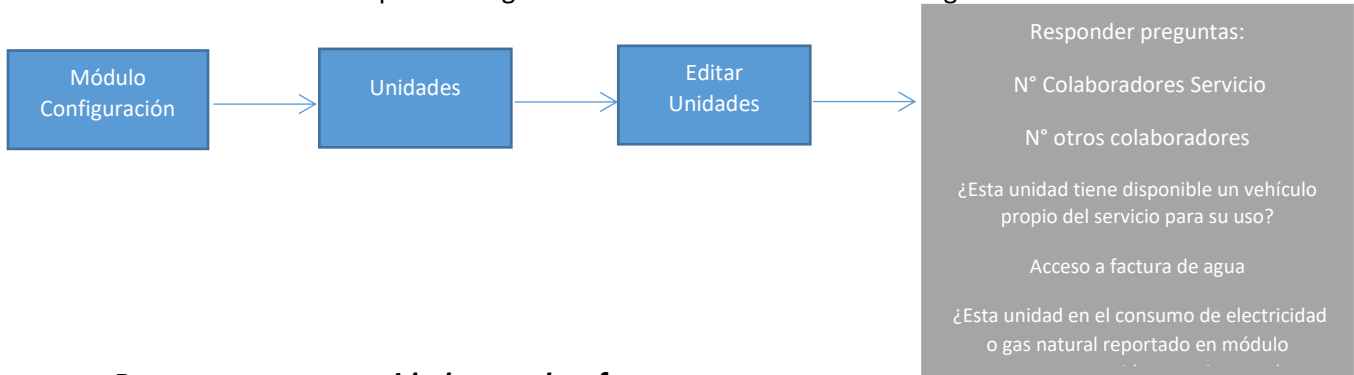 Módulo
Configuración
Unidades
Editar
Unidades
Responder preguntas:
N° Colaboradores Servicio
N° otros colaboradores
¿Esta unidad tiene disponible un vehículo
propio del servicio para su uso?
Acceso a factura de agua
¿Esta unidad en el consumo de electricidad
o gas natural reportado en módulo